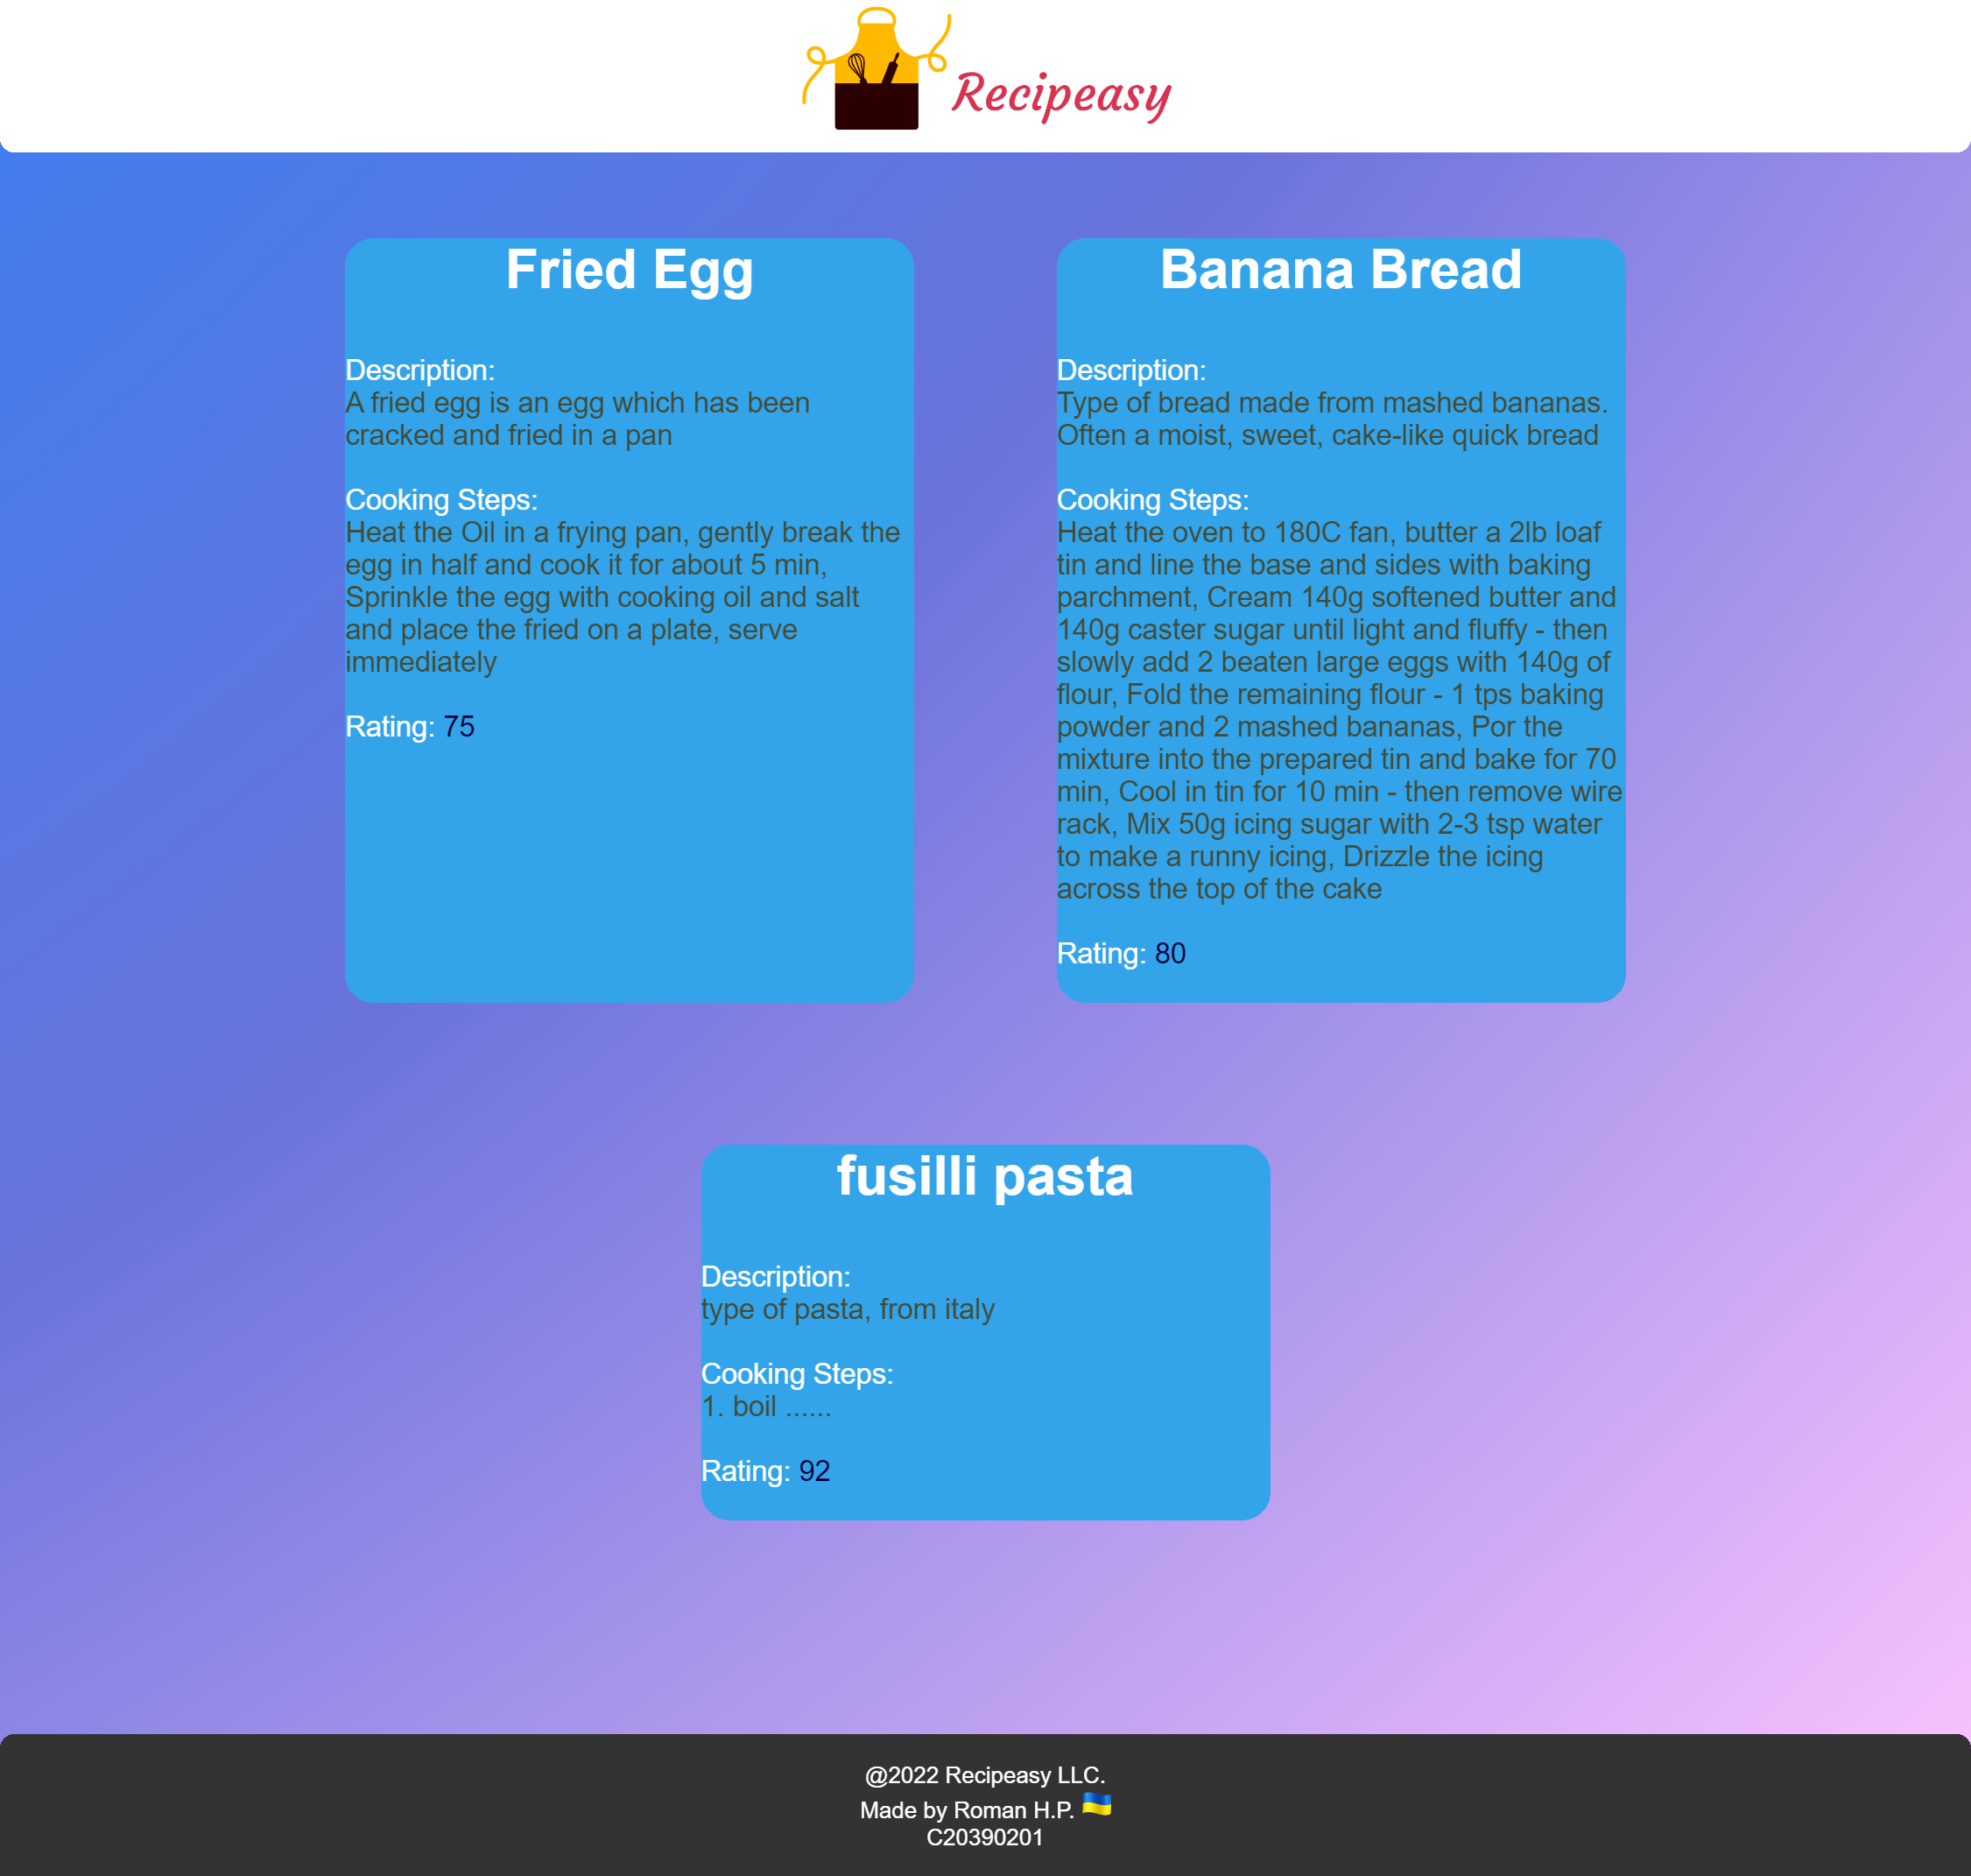 Recipeasy
Fried Egg
Description:
A fried egg is an egg which has been
cracked and fried in a pan
Cooking Steps:
Heat the Oil in a frying pan, gently break the
egg in half and cook it for about 5 min,
Sprinkle the egg with cooking oil and salt
and place the fried on a plate, serve
immediately
Rating: 75
Banana Bread
Description:
Type of bread made from mashed bananas.
Often a moist, sweet, cake-like quick bread
Cooking Steps:
Heat the oven to 180C fan, butter a 2lb loaf
tin and line the base and sides with baking
parchment, Cream 140g softened butter and
140g caster sugar until light and fluffy - then
slowly add 2 beaten large eggs with 140g of
flour, Fold the remaining flour - 1 tps baking
powder and 2 mashed bananas, Por the
mixture into the prepared tin and bake for 70
min, Cool in tin for 10 min - then remove wire
rack, Mix 50g icing sugar with 2-3 tsp water
to make a runny icing, Drizzle the icing
across the top of the cake
Rating: 80
fusilli pasta
Description:
type of pasta, from italy
Cooking Steps:
1. boil ......
Rating: 92
@2022 Recipeasy LLC.
Made by Roman H.P. 🇺🇦
C20390201